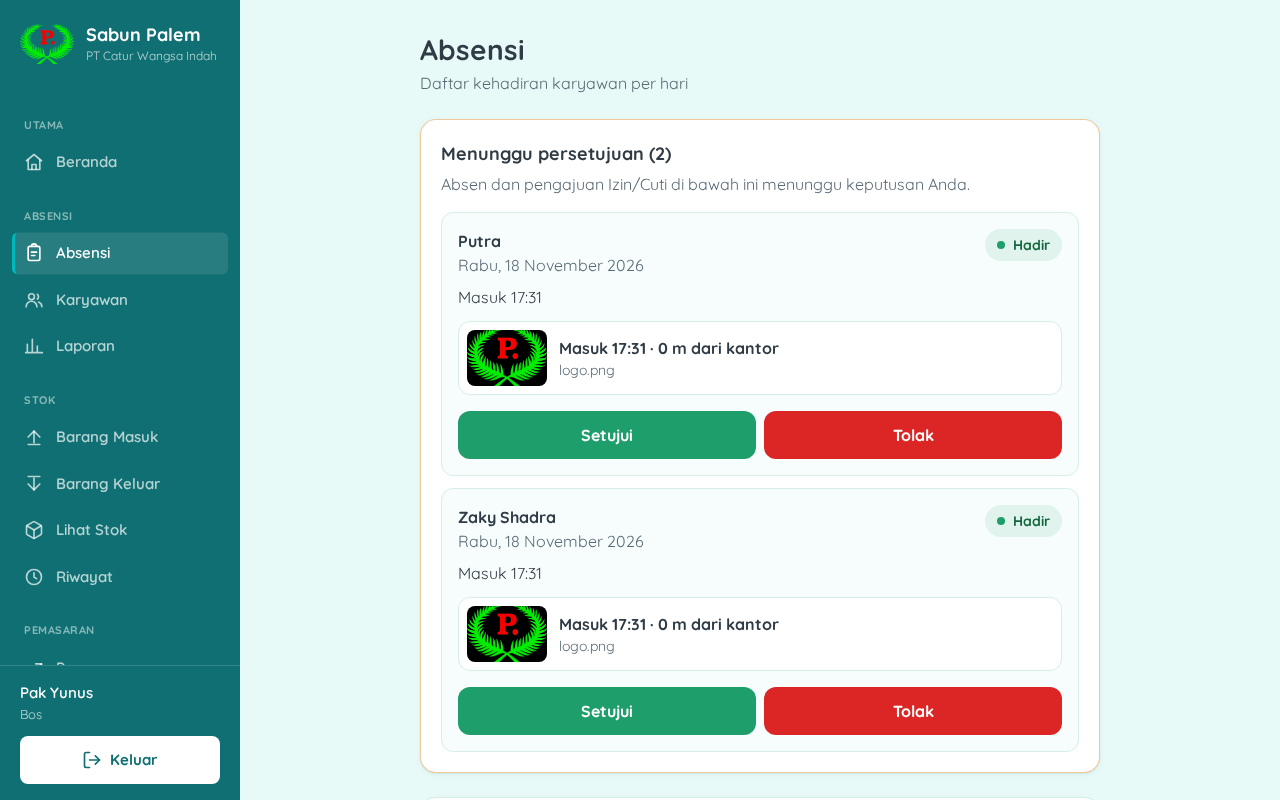 P.
Sabun Palem
PT Catur Wangsa Indah
UTAMA
Beranda
ABSENSI
Absensi
Karyawan
Laporan
STOK
Barang Masuk
Barang Keluar
Lihat Stok
Riwayat
PEMASARAN
Pak Yunus
Bos
Keluar
Absensi
Daftar kehadiran karyawan per hari
Menunggu persetujuan (2)
Absen dan pengajuan Izin/Cuti di bawah ini menunggu keputusan Anda.
Putra
Hadir
Rabu, 18 November 2026
Masuk 17:31
P.
Masuk 17:31 · 0 m dari kantor
logo.png
Setujui
Tolak
Zaky Shadra
Hadir
Rabu, 18 November 2026
Masuk 17:31
P.
Masuk 17:31 · 0 m dari kantor
logo.png
Setujui
Tolak